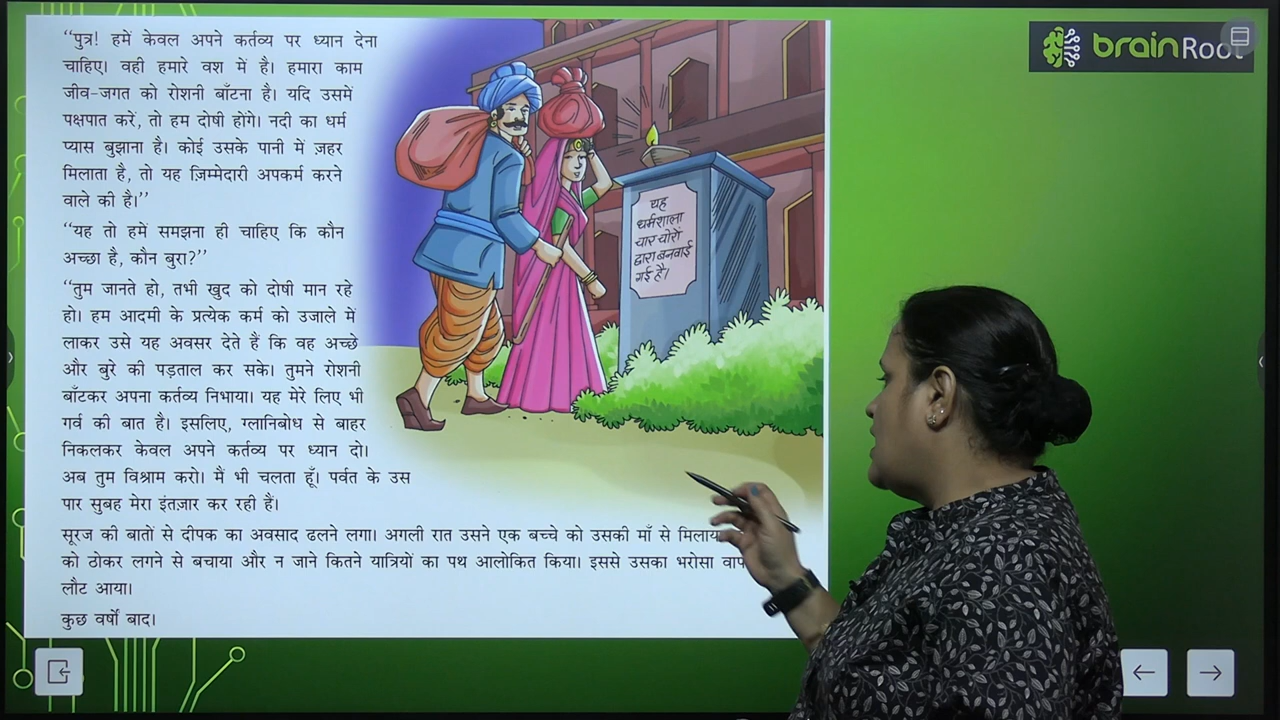 “पुत्र! हमें केवल अपने कर्तव्य पर ध्यान देना
चाहिए। वही हमारे वश में है। हमारा काम
जीव-जगत को रोशनी बाँटना है। यदि उसमें
पक्षपात करें, तो हम दोषी होंगे। नदी का धर्म
प्यास बुझाना है। कोई उसके पानी में ज़हर
मिलाता है, तो यह ज़िम्मेदारी अपकर्म करने
वाले की है।”
“यह तो हमें समझना ही चाहिए कि कौन
अच्छा है, कौन बुरा?”
“तुम जानते हो, तभी खुद को दोषी मान रहे
हो। हम आदमी के प्रत्येक कर्म को उजाले में
लाकर उसे यह अवसर देते हैं कि वह अच्छे
और बुरे की पड़ताल कर सके। तुमने रोशनी
बाँटकर अपना कर्तव्य निभाया। यह मेरे लिए भी
गर्व की बात है। इसलिए, ग्लानिबोध से बाहर
निकलकर केवल अपने कर्तव्य पर ध्यान दो।
अब तुम विश्राम करो। मैं भी चलता हूँ। पर्वत के उस
पार सुबह मेरा इंतज़ार कर रही हैं।
सूरज की बातों से दीपक का अवसाद ढलने लगा। अगली रात उसने एक बच्चे को उसकी माँ से
को ठोकर लगने से बचाया और न जाने कितने यात्रियों का पथ आलोकित किया। इससे उसका भरोसा
लौट आया।
कुछ वर्षों बाद।
यह
धर्मशाला
चार चोरों
द्वारा बनवाई
गई है।
brainRoot